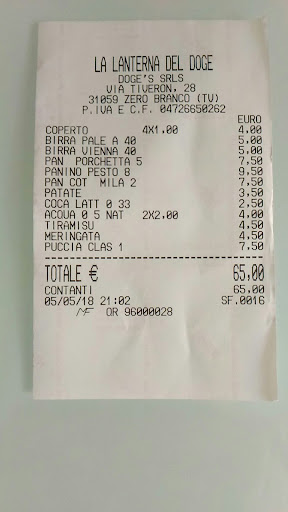 LA LANTERNA DEL DOGE
DOGE'S SRLS
VIA TIVERON, 28
31059 ZERO BRANCO (TV)
P.IVA E C.F. 04726650262
EURO
COPERTO 4X1.00 4.00
BIRRA PALE A 40 5.00
BIRRA VIENNA 40 5.00
PAN PORCHETTA 5 7.50
PANINO PESTO 8 9.50
PAN COT MILA 2 7.50
PATATE 3.50
COCA LATT 0 33 2.50
ACQUA 0 5 NAT 2X2.00 4.00
TIRAMISU 4.50
MERINGATA 4.50
PUCCIA CLAS 1 7.50
TOTALE € 65,00
CONTANTI 65.00
05/05/18 21:02 SF.0016
MF OR 96000028